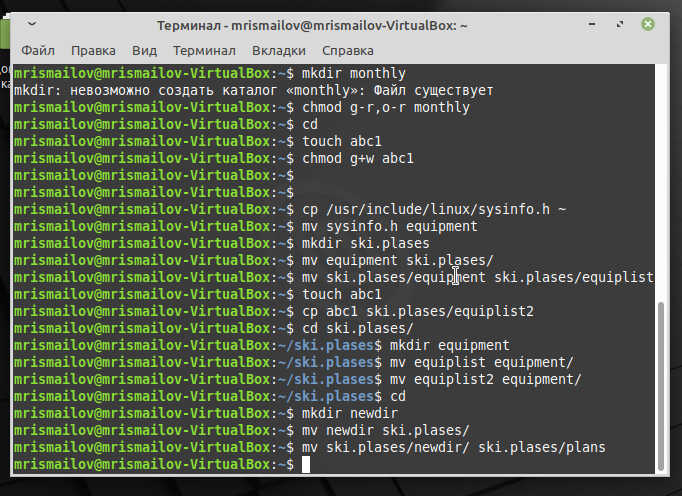 Терминал - mrismailov@mrismailov-VirtualBox: ~
Файл Правка Вид Терминал Вкладки Справка
mrismailov@mrismailov-VirtualBox:~$ mkdir monthly
mkdir: невозможно создать каталог «monthly»: Файл существует
mrismailov@mrismailov-VirtualBox:~$ chmod g-r,o-r monthly
mrismailov@mrismailov-VirtualBox:~$ cd
mrismailov@mrismailov-VirtualBox:~$ touch abc1
mrismailov@mrismailov-VirtualBox:~$ chmod g+w abc1
mrismailov@mrismailov-VirtualBox:~$
mrismailov@mrismailov-VirtualBox:~$
mrismailov@mrismailov-VirtualBox:~$ cp /usr/include/linux/sysinfo.h ~
mrismailov@mrismailov-VirtualBox:~$ mv sysinfo.h equipment
mrismailov@mrismailov-VirtualBox:~$ mkdir ski.plases
mrismailov@mrismailov-VirtualBox:~$ mv equipment ski.plases/
mrismailov@mrismailov-VirtualBox:~$ mv ski.plases/equipment ski.plases/equiplist
mrismailov@mrismailov-VirtualBox:~$ touch abc1
mrismailov@mrismailov-VirtualBox:~$ cp abc1 ski.plases/equiplist2
mrismailov@mrismailov-VirtualBox:~$ cd ski.plases/
mrismailov@mrismailov-VirtualBox:~/ski.plases$ mkdir equipment
mrismailov@mrismailov-VirtualBox:~/ski.plases$ mv equiplist equipment/
mrismailov@mrismailov-VirtualBox:~/ski.plases$ mv equiplist2 equipment/
mrismailov@mrismailov-VirtualBox:~/ski.plases$ cd
mrismailov@mrismailov-VirtualBox:~$ mkdir newdir
mrismailov@mrismailov-VirtualBox:~$ mv newdir ski.plases/
mrismailov@mrismailov-VirtualBox:~$ mv ski.plases/newdir/ ski.plases/plans
mrismailov@mrismailov-VirtualBox:~$